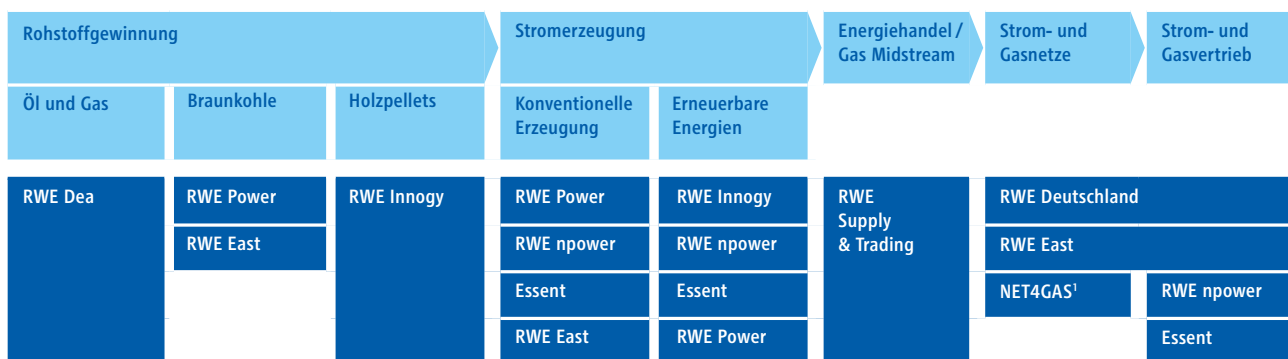 Rohstoffgewinnung
Stromerzeugung
Energiehandel /
Gas Midstream
Strom- und
Gasnetze
Strom- und
Gasvertrieb
Öl und Gas
Braunkohle
Holzpellets
Konventionelle
Erzeugung
Erneuerbare
Energien
RWE Dea
RWE Power
RWE East
RWE Innogy
RWE Power
RWE npower
Essent
RWE East
RWE Innogy
RWE npower
Essent
RWE Power
RWE
Supply
& Trading
RWE Deutschland
RWE East
NET4GAS¹
RWE npower
Essent